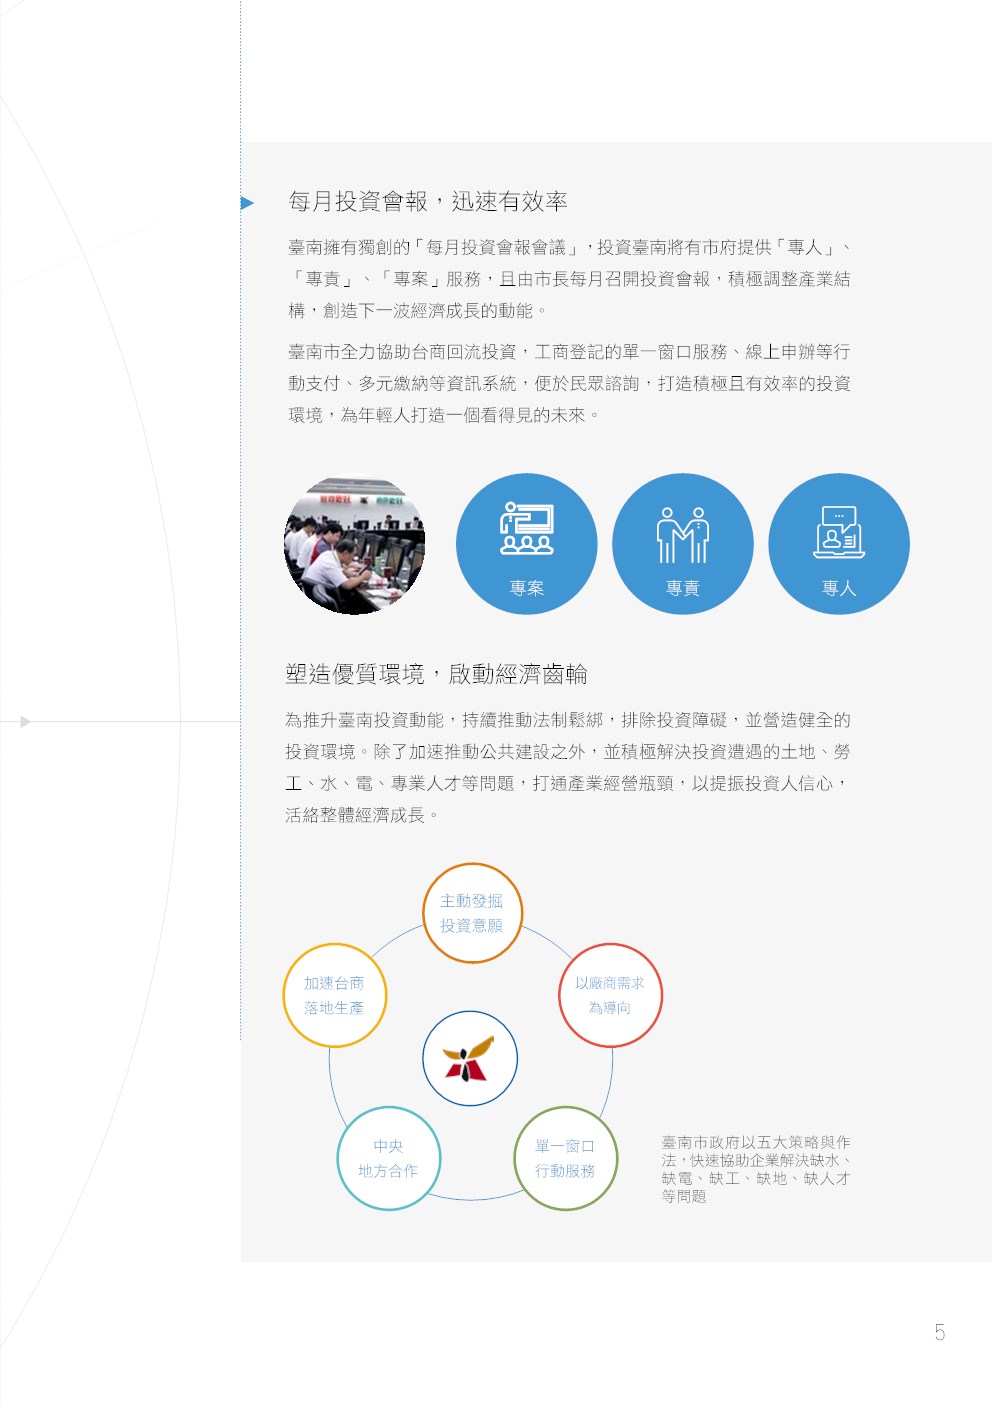 每月投資會報，迅速有效率
臺南擁有獨創的「每月投資會報會議」，投資臺南將有市府提供「專人」、
「專責」、「專案」服務，且由市長每月召開投資會報，積極調整產業結
構，創造下一波經濟成長的動能。
臺南市全力協助台商回流投資，工商登記的單一窗口服務、線上申辦等行
動支付、多元繳納等資訊系統，便於民眾諮詢，打造積極且有效率的投資
環境，為年輕人打造一個看得見的未來。
專案
專責
專人
塑造優質環境，啟動經濟齒輪
為推升臺南投資動能，持續推動法制鬆綁，排除投資障礙，並營造健全的
投資環境。除了加速推動公共建設之外，並積極解決投資遭遇的土地、勞
工、水、電、專業人才等問題，打通產業經營瓶頸，以提振投資人信心，
活絡整體經濟成長。
主動發掘
投資意願
加速台商
落地生產
以廠商需求
為導向
中央
地方合作
單一窗口
行動服務
臺南市政府以五大策略與作
法，快速協助企業解決缺水、
缺電、缺工、缺地、缺人才
等問題
5